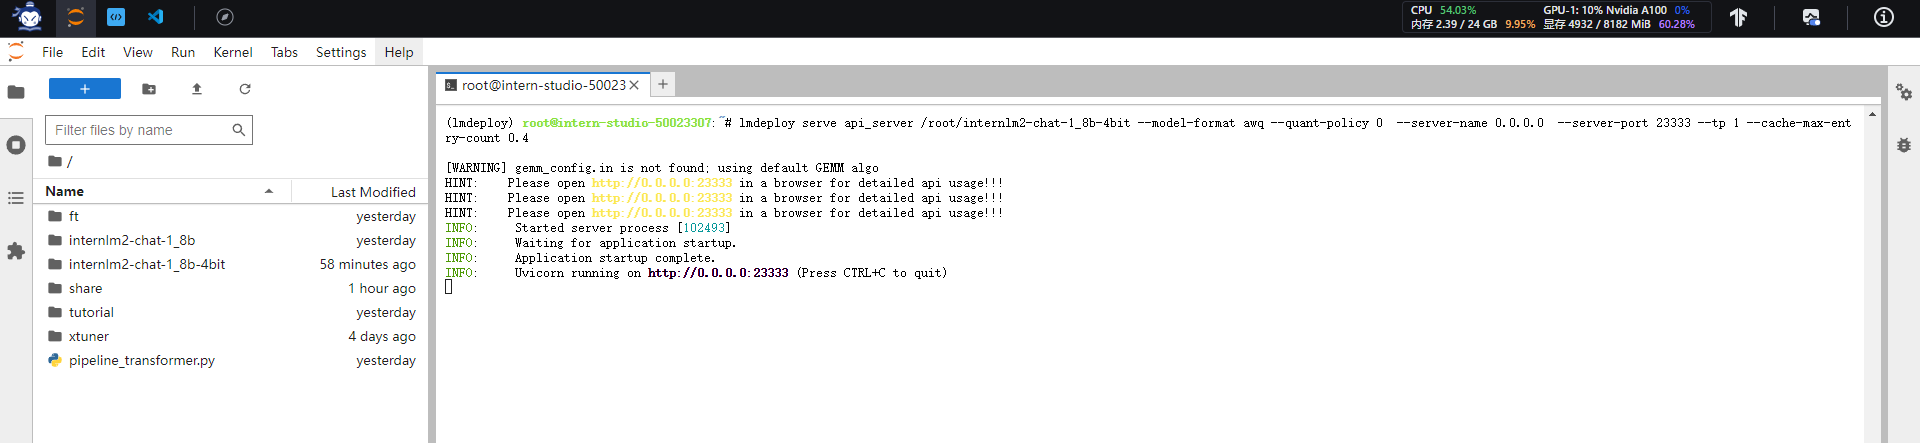 CPU 54.03% GPU-1: 10% Nvidia A100 0%
内存 2.39 / 24 GB 9.95% 显存 4932 / 8182 MiB 60.28%
File Edit View Run Kernel Tabs Settings Help
root@intern-studio-50023
Filter files by name
/
Name Last Modified
ft yesterday
internlm2-chat-1_8b yesterday
internlm2-chat-1_8b-4bit 58 minutes ago
share 1 hour ago
tutorial yesterday
xtuner 4 days ago
pipeline_transformer.py yesterday
(lmdeploy) root@intern-studio-50023307:~# lmdeploy serve api_server /root/internlm2-chat-1_8b-4bit --model-format awq --quant-policy 0 --server-name 0.0.0.0 --server-port 23333 --tp 1 --cache-max-ent
ry-count 0.4
[WARNING] gemm_config.in is not found; using default GEMM algo
HINT: Please open http://0.0.0.0:23333 in a browser for detailed api usage!!!
HINT: Please open http://0.0.0.0:23333 in a browser for detailed api usage!!!
HINT: Please open http://0.0.0.0:23333 in a browser for detailed api usage!!!
INFO: Started server process [102493]
INFO: Waiting for application startup.
INFO: Application startup complete.
INFO: Uvicorn running on http://0.0.0.0:23333 (Press CTRL+C to quit)